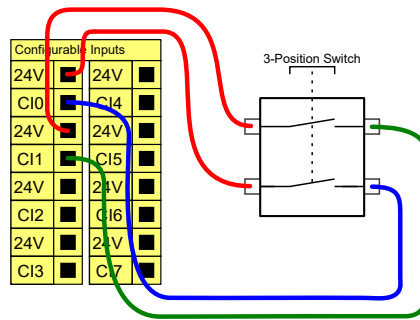 Configurable Inputs
3-Position Switch
24V 24V
CI0 CI4
24V 24V
CI1 CI5
24V 24V
CI2 CI6
24V 24V
CI3 CI7